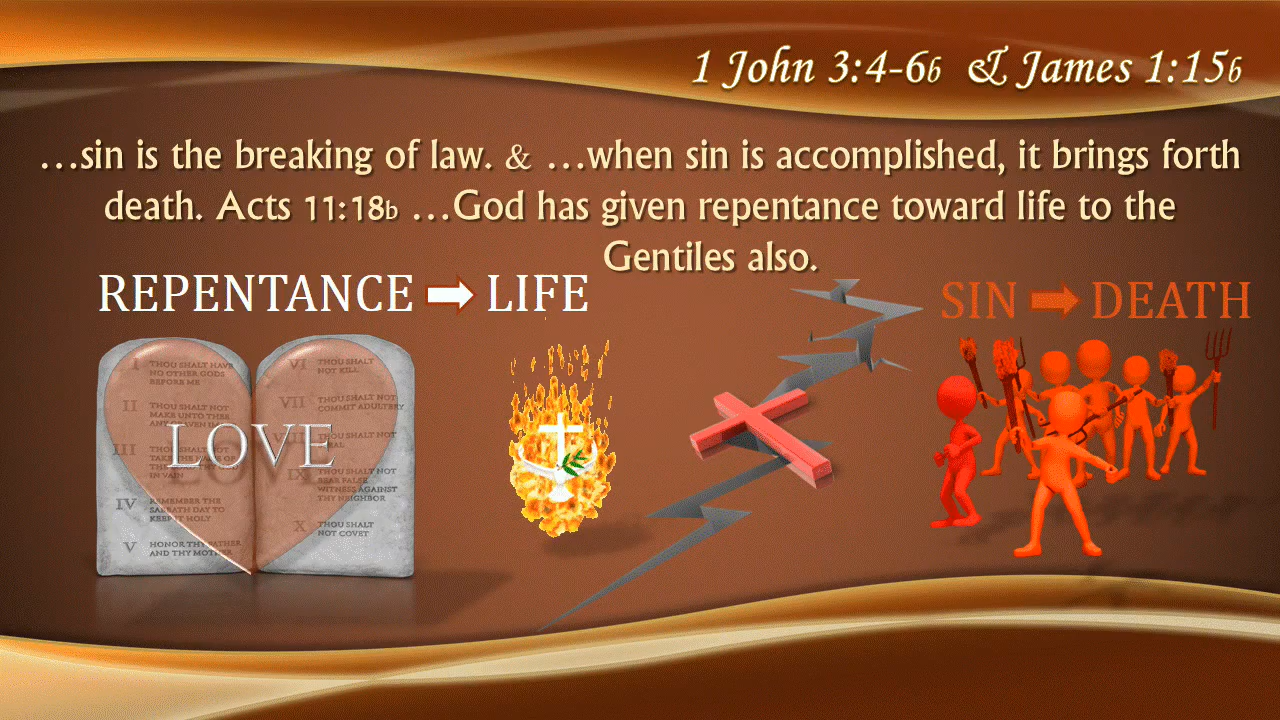 1 John 3:4-6b & James 1:15b
...sin is the breaking of law. & ...when sin is accomplished, it brings forth
death. Acts 11:18b ...God has given repentance toward life to the
Gentiles also.
REPENTANCE LIFE
SIN DEATH
I THOU SHALT HAVE
NO OTHER GODS
BEFORE ME
II THOU SHALT NOT
MAKE UNTO THEE
III THOU SHALT NOT
IN VAIN
IV REMEMBER THE
SABBATH DAY TO
KEEP IT HOLY
V HONOR THY FATHER
AND THY MOTHER
VI THOU SHALT
NOT KILL
VII THOU SHALT NOT
COMMIT ADULTERY
VIII THOU SHALT NOT
IX THOU SHALT NOT
BEAR FALSE
WITNESS AGAINST
THY NEIGHBOR
X THOU SHALT
NOT COVET
LOVE